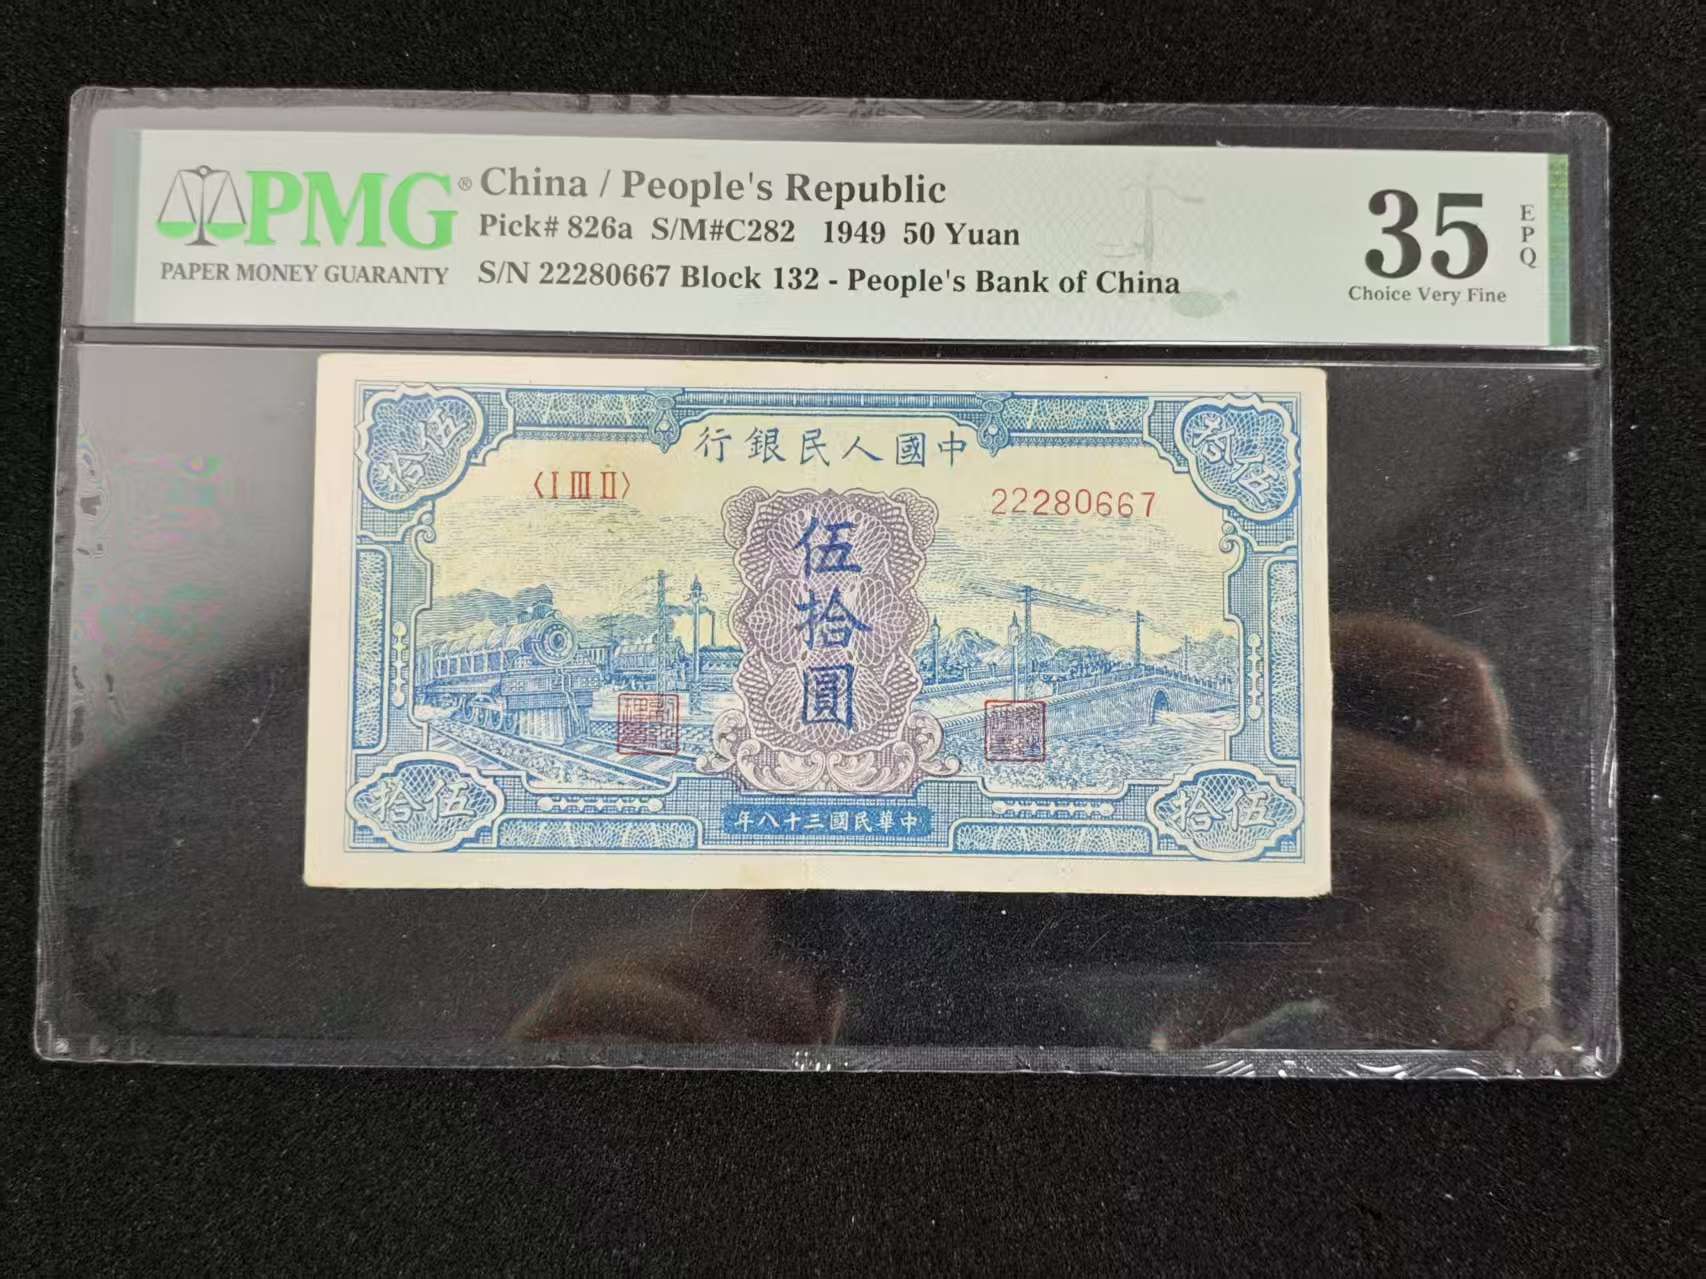 PMG®
PAPER MONEY GUARANTY
China / People's Republic
Pick# 826a S/M#C282 1949 50 Yuan
S/N 22280667 Block 132 - People's Bank of China
35
EPQ
Choice Very Fine
行銀民人國中
拾伍
拾伍
〈I III II〉
22280667
伍拾圓
拾伍
年八十三國民華中
拾伍